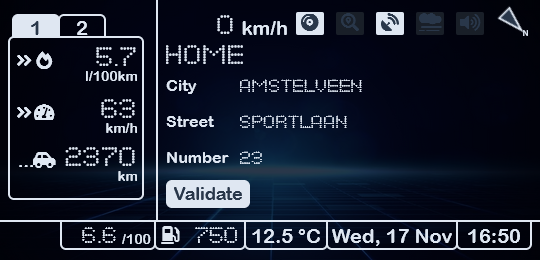 1 2
0 km/h
N
5.7
l/100km
63
km/h
2370
km
HOME
City AMSTELVEEN
Street SPORTLAAN
Number 23
Validate
6.6 /100 750 12.5 °C Wed, 17 Nov 16:50